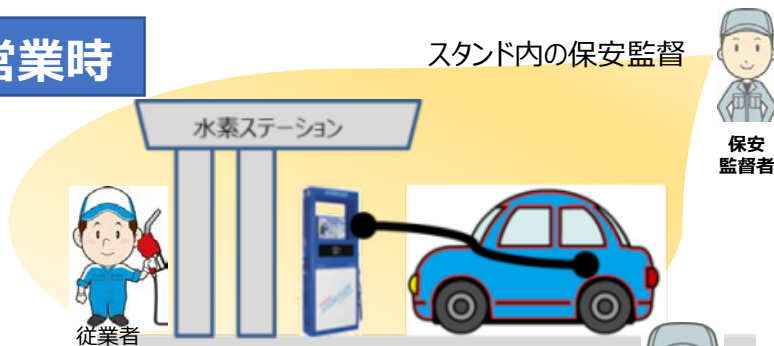 営業時
スタンド内の保安監督
水素ステーション
保安
監督者
従業者